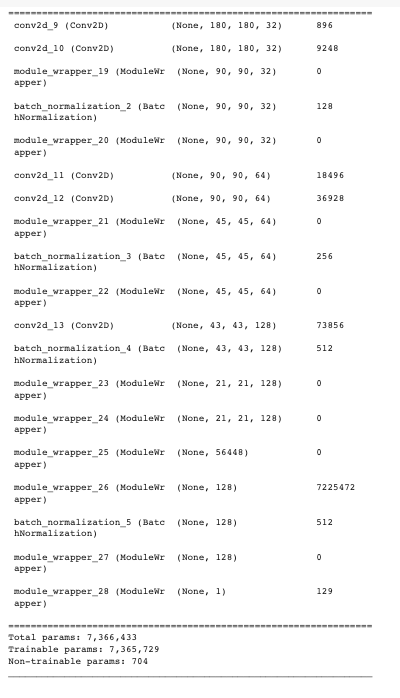 =================================================================
conv2d_9 (Conv2D) (None, 180, 180, 32) 896
conv2d_10 (Conv2D) (None, 180, 180, 32) 9248
module_wrapper_19 (ModuleWr (None, 90, 90, 32) 0
apper)
batch_normalization_2 (Batc (None, 90, 90, 32) 128
hNormalization)
module_wrapper_20 (ModuleWr (None, 90, 90, 32) 0
apper)
conv2d_11 (Conv2D) (None, 90, 90, 64) 18496
conv2d_12 (Conv2D) (None, 90, 90, 64) 36928
module_wrapper_21 (ModuleWr (None, 45, 45, 64) 0
apper)
batch_normalization_3 (Batc (None, 45, 45, 64) 256
hNormalization)
module_wrapper_22 (ModuleWr (None, 45, 45, 64) 0
apper)
conv2d_13 (Conv2D) (None, 43, 43, 128) 73856
batch_normalization_4 (Batc (None, 43, 43, 128) 512
hNormalization)
module_wrapper_23 (ModuleWr (None, 21, 21, 128) 0
apper)
module_wrapper_24 (ModuleWr (None, 21, 21, 128) 0
apper)
module_wrapper_25 (ModuleWr (None, 56448) 0
apper)
module_wrapper_26 (ModuleWr (None, 128) 7225472
apper)
batch_normalization_5 (Batc (None, 128) 512
hNormalization)
module_wrapper_27 (ModuleWr (None, 128) 0
apper)
module_wrapper_28 (ModuleWr (None, 1) 129
apper)
=================================================================
Total params: 7,366,433
Trainable params: 7,365,729
Non-trainable params: 704
_________________________________________________________________